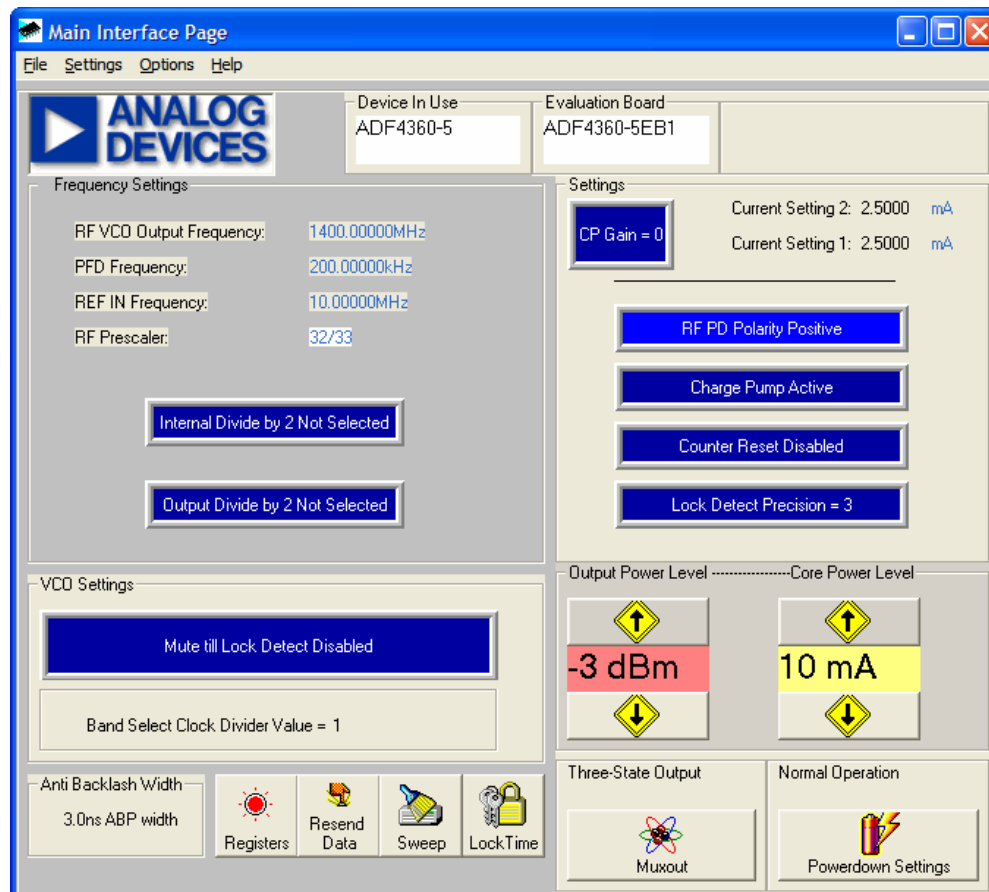 Main Interface Page
File Settings Options Help
ANALOG
DEVICES
Device In Use
ADF4360-5
Evaluation Board
ADF4360-5EB1
Frequency Settings
RF VCO Output Frequency: 1400.00000MHz
PFD Frequency: 200.00000kHz
REF IN Frequency: 10.00000MHz
RF Prescaler: 32/33
Internal Divide by 2 Not Selected
Output Divide by 2 Not Selected
Settings
CP Gain = 0
Current Setting 2: 2.5000 mA
Current Setting 1: 2.5000 mA
RF PD Polarity Positive
Charge Pump Active
Counter Reset Disabled
Lock Detect Precision = 3
VCO Settings
Mute till Lock Detect Disabled
Band Select Clock Divider Value = 1
Output Power Level -----------------Core Power Level
-3 dBm
10 mA
Anti Backlash Width
3.0ns ABP width
Registers
Resend
Data
Sweep
LockTime
Three-State Output
Muxout
Normal Operation
Powerdown Settings